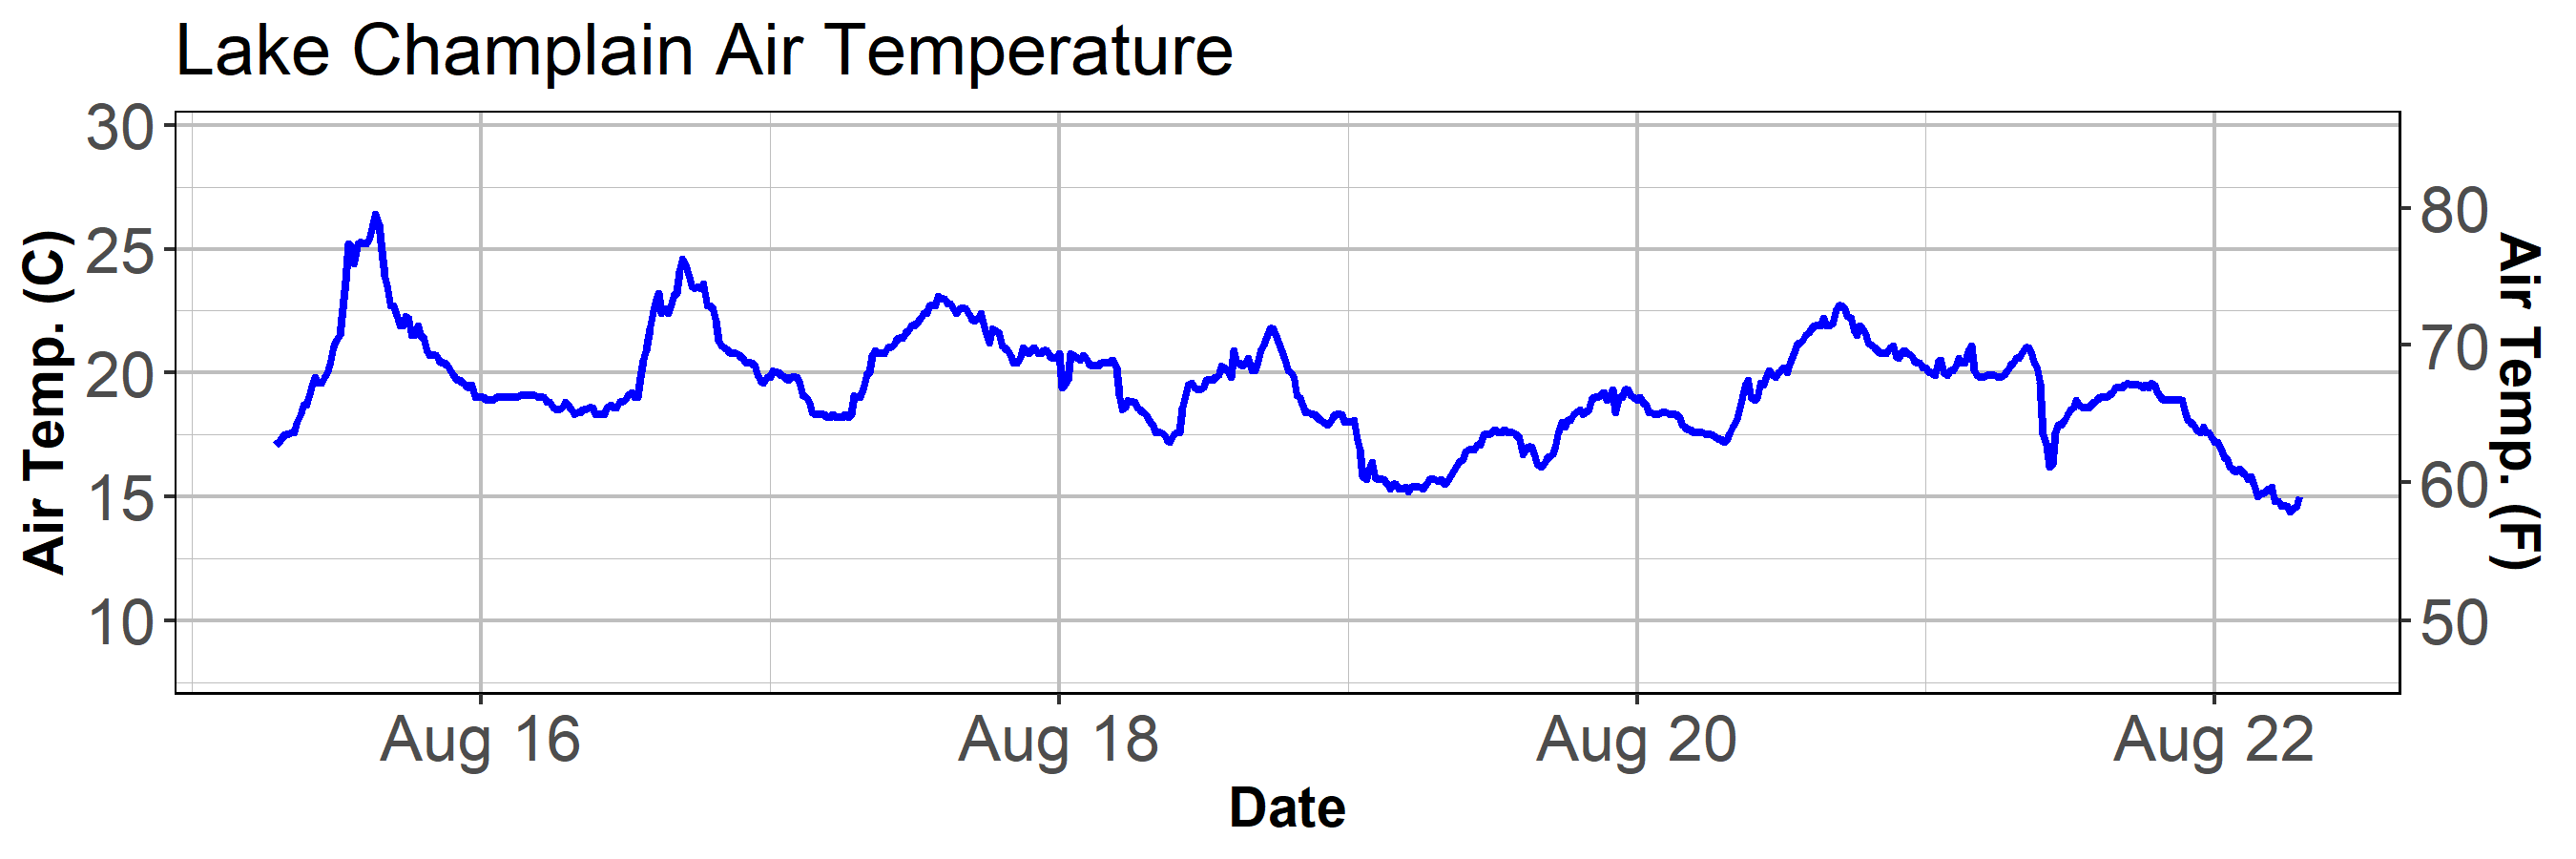 Lake Champlain Air Temperature
30
25
20
15
10
Air Temp. (C)
80
70
60
50
Air Temp. (F)
Aug 16
Aug 18
Aug 20
Aug 22
Date